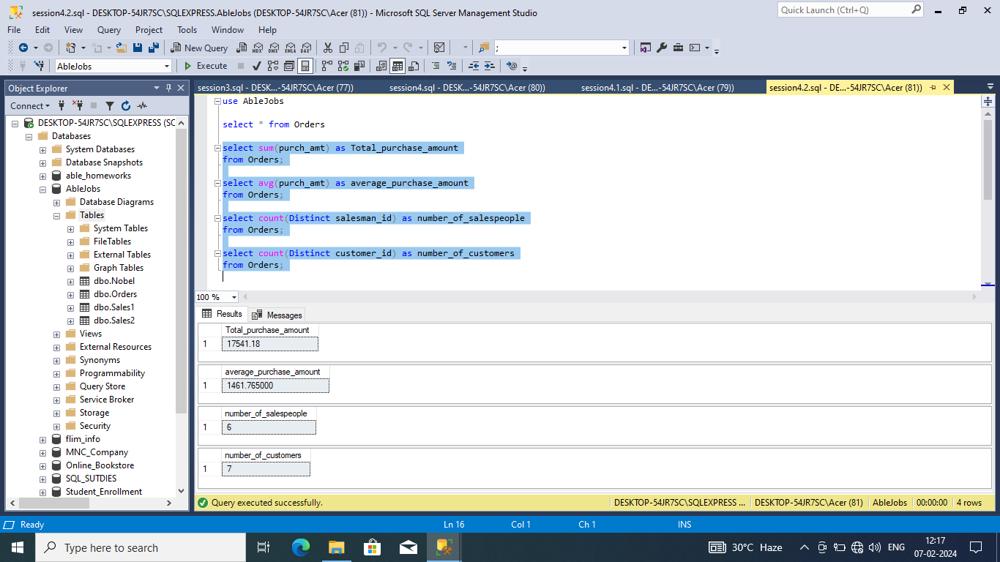 session4.2.sql - DESKTOP-54JR7SC\SQLEXPRESS.AbleJobs (DESKTOP-54JR7SC\Acer (81)) - Microsoft SQL Server Management Studio
Quick Launch (Ctrl+Q)
File Edit View Query Project Tools Window Help
New Query MDX DMX XMLA DAX ;
AbleJobs Execute
Object Explorer
session3.sql - DESK...-54JR7SC\Acer (77))
session4.sql - DESK...-54JR7SC\Acer (80))
session4.1.sql - DE...-54JR7SC\Acer (79))
session4.2.sql - DE...-54JR7SC\Acer (81))
Connect
DESKTOP-54JR7SC\SQLEXPRESS (SC
Databases
System Databases
Database Snapshots
able_homeworks
AbleJobs
Database Diagrams
Tables
System Tables
FileTables
External Tables
Graph Tables
dbo.Nobel
dbo.Orders
dbo.Sales1
dbo.Sales2
Views
External Resources
Synonyms
Programmability
Query Store
Service Broker
Storage
Security
flim_info
MNC_Company
Online_Bookstore
SQL_SUTDIES
Student_Enrollment
use AbleJobs
select * from Orders
select sum(purch_amt) as Total_purchase_amount
from Orders;
select avg(purch_amt) as average_purchase_amount
from Orders;
select count(Distinct salesman_id) as number_of_salespeople
from Orders;
select count(Distinct customer_id) as number_of_customers
from Orders;
100 %
Results Messages
Total_purchase_amount
1 17541.18
average_purchase_amount
1 1461.765000
number_of_salespeople
1 6
number_of_customers
1 7
Query executed successfully.
DESKTOP-54JR7SC\SQLEXPRESS ... DESKTOP-54JR7SC\Acer (81) AbleJobs 00:00:00 4 rows
Ready Ln 16 Col 1 Ch 1 INS
Type here to search
30°C Haze ENG
12:17
07-02-2024